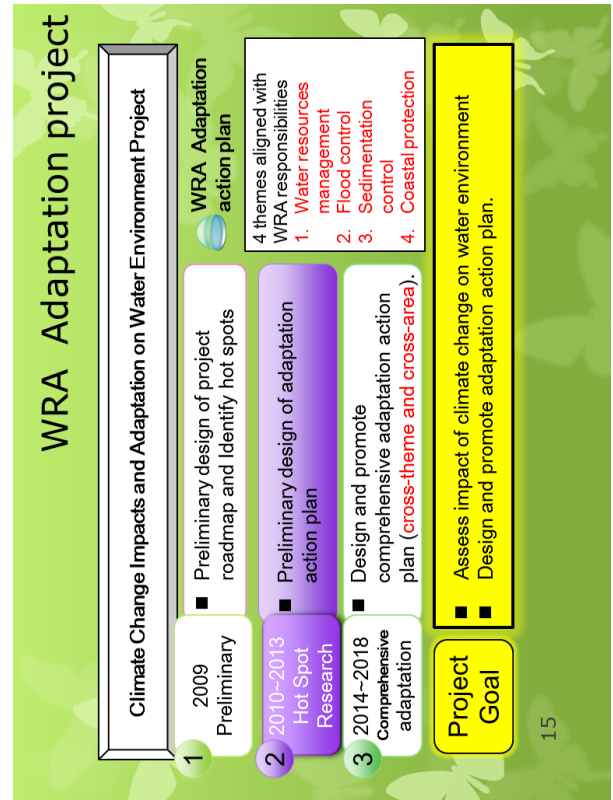 WRA Adaptation project
Climate Change Impacts and Adaptation on Water Environment Project
1
2009
Preliminary
■ Preliminary design of project
roadmap and Identify hot spots
2
2010~2013
Hot Spot
Research
■ Preliminary design of adaptation
action plan
3
2014~2018
Comprehensive
adaptation
■ Design and promote
comprehensive adaptation action
plan (cross-theme and cross-area).
WRA Adaptation
action plan
4 themes aligned with
WRA responsibilities
1. Water resources
management
2. Flood control
3. Sedimentation
control
4. Coastal protection
Project
Goal
■ Assess impact of climate change on water environment
■ Design and promote adaptation action plan.
15